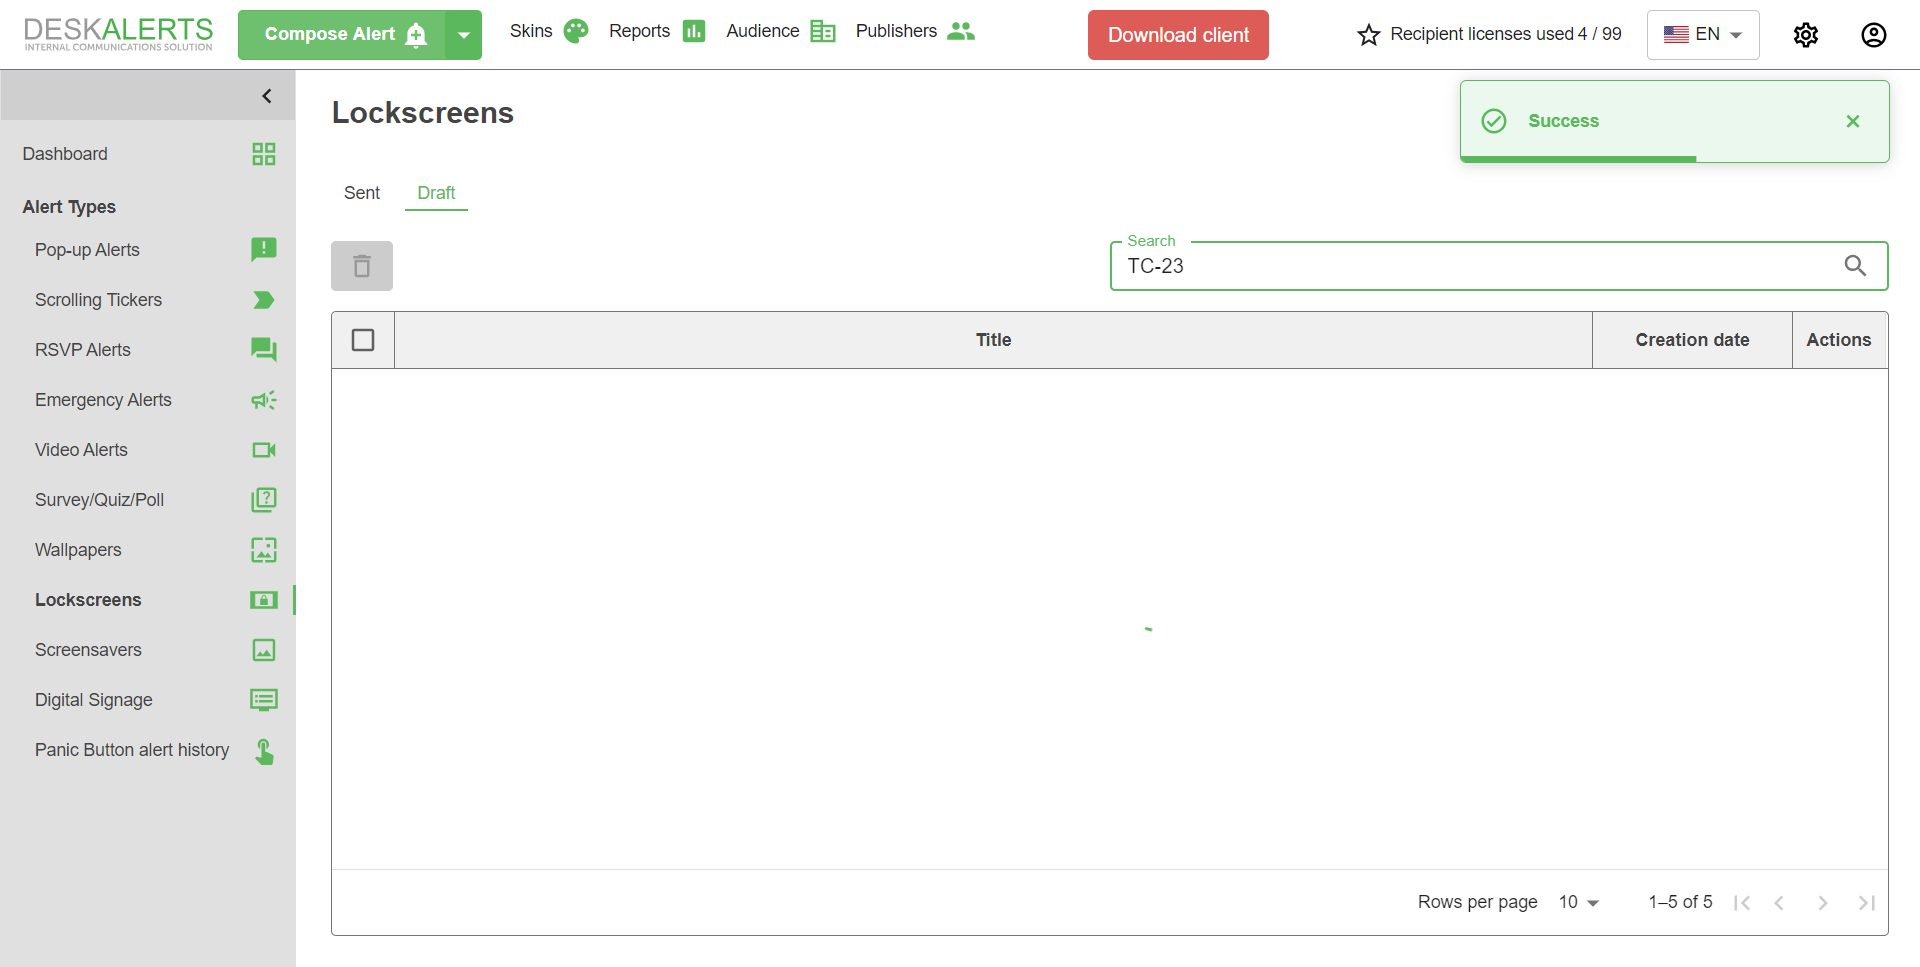 DESKALERTS
INTERNAL COMMUNICATIONS SOLUTION
Compose Alert
Skins
Reports
Audience
Publishers
Download client
Recipient licenses used 4 / 99
EN
Dashboard
Alert Types
Pop-up Alerts
Scrolling Tickers
RSVP Alerts
Emergency Alerts
Video Alerts
Survey/Quiz/Poll
Wallpapers
Lockscreens
Screensavers
Digital Signage
Panic Button alert history
Lockscreens
Success
Sent
Draft
Search
TC-23
Title
Creation date
Actions
Rows per page
10
1–5 of 5